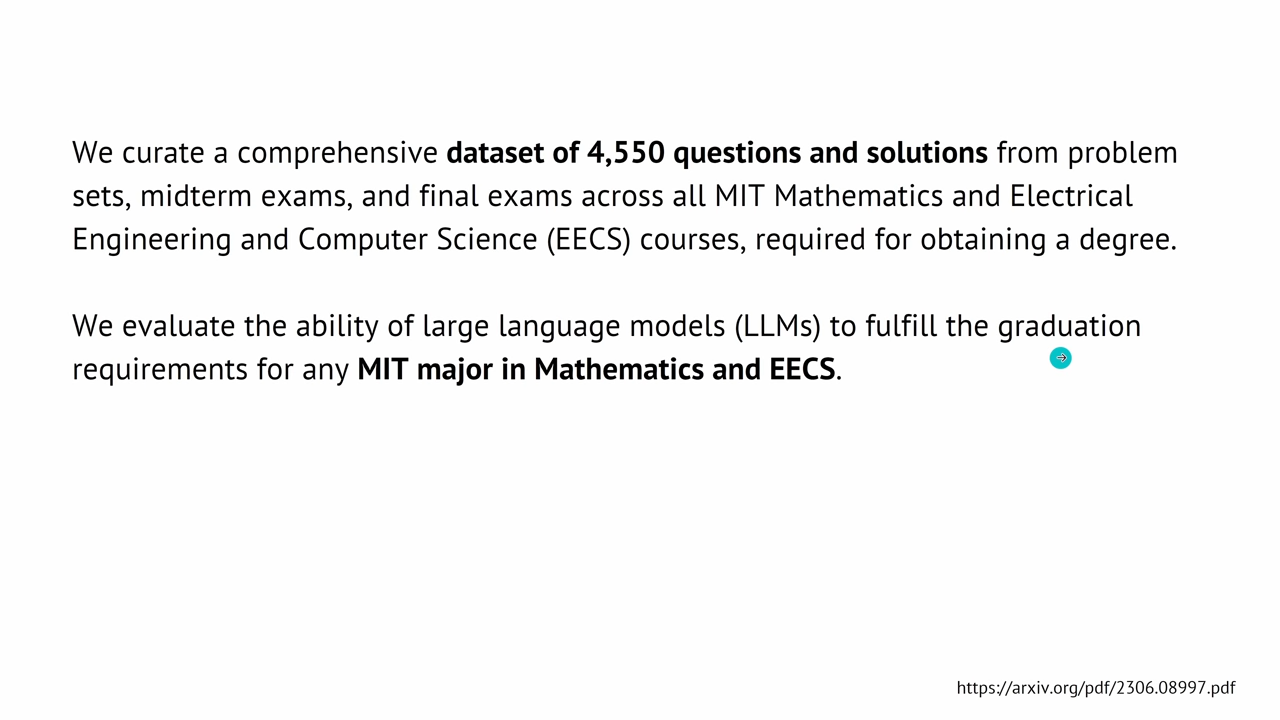 We curate a comprehensive dataset of 4,550 questions and solutions from problem
sets, midterm exams, and final exams across all MIT Mathematics and Electrical
Engineering and Computer Science (EECS) courses, required for obtaining a degree.
We evaluate the ability of large language models (LLMs) to fulfill the graduation
requirements for any MIT major in Mathematics and EECS.
https://arxiv.org/pdf/2306.08997.pdf